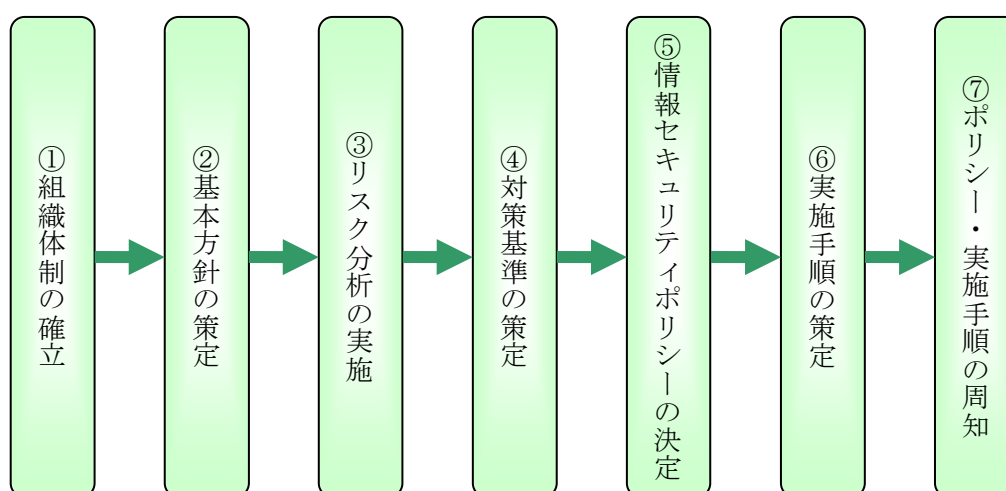 ①組織体制の確立
②基本方針の策定
③リスク分析の実施
④対策基準の策定
⑤情報セキュリティポリシーの決定
⑥実施手順の策定
⑦ポリシー・実施手順の周知